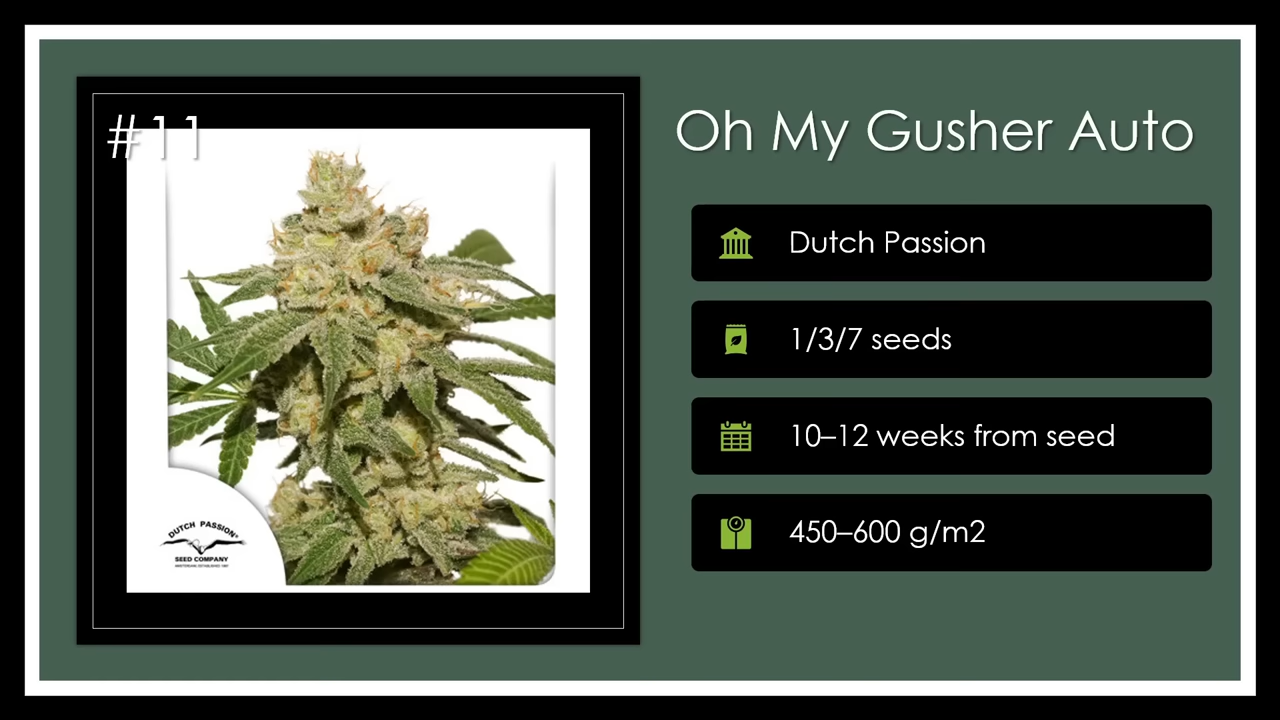 #11
Oh My Gusher Auto
Dutch Passion
1/3/7 seeds
10–12 weeks from seed
450–600 g/m2
DUTCH PASSION
SEED COMPANY